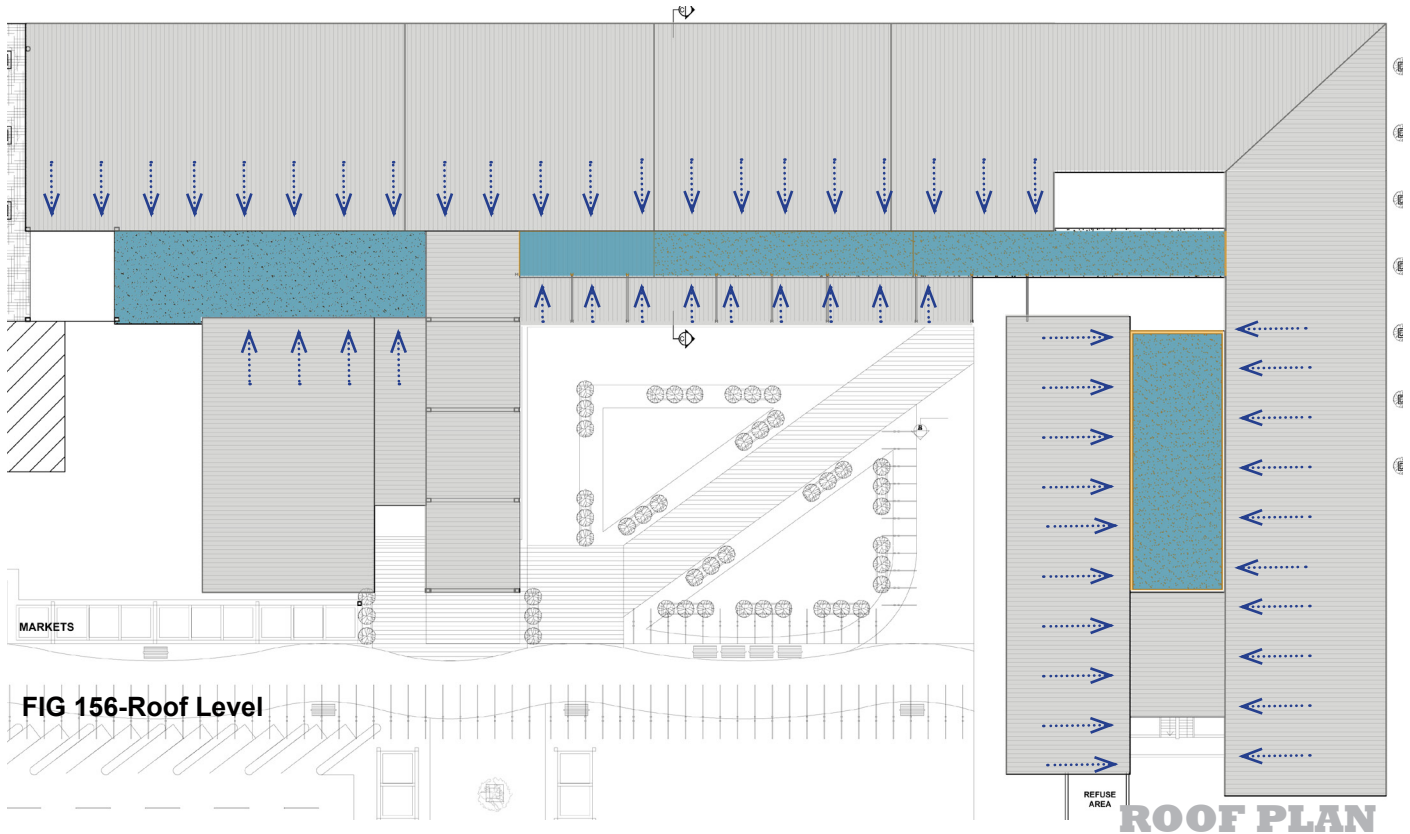 MARKETS
FIG 156-Roof Level
REFUSE
AREA
ROOF PLAN